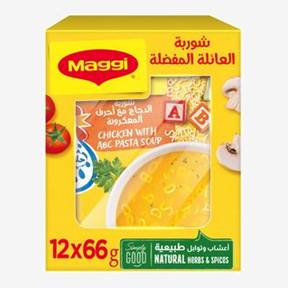 شوربة
العائلة المفضلة
Maggi
شوربة
الدجاج مع أحرف
المعكرونة
CHICKEN WITH
ABC PASTA SOUP
A B
12x66g
Simply
GOOD
أعشاب وتوابل طبيعية
NATURAL HERBS & SPICES